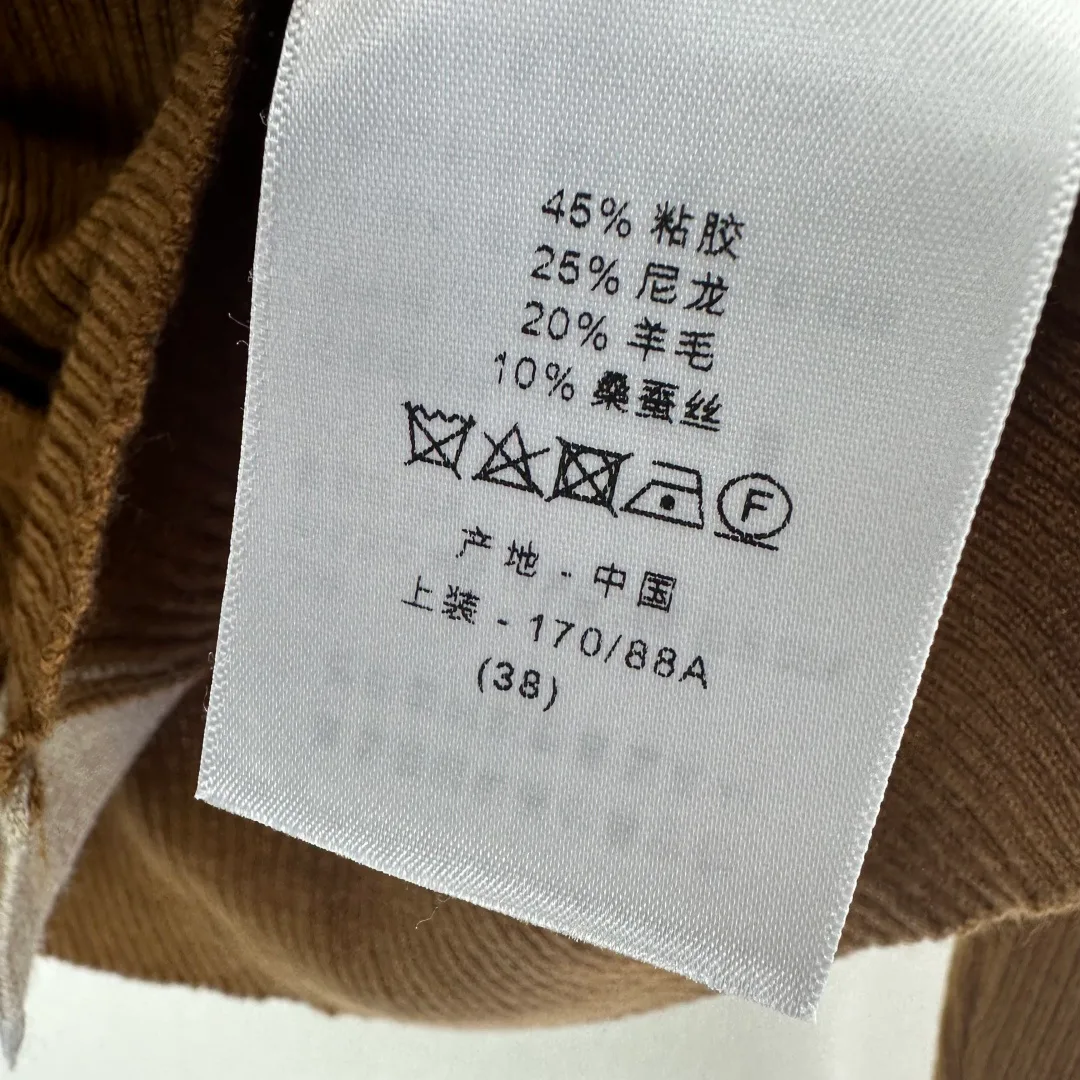 45% 粘胶
25% 尼龙
20% 羊毛
10% 桑蚕丝
F
产地 - 中国
上装 - 170/88A
(38)